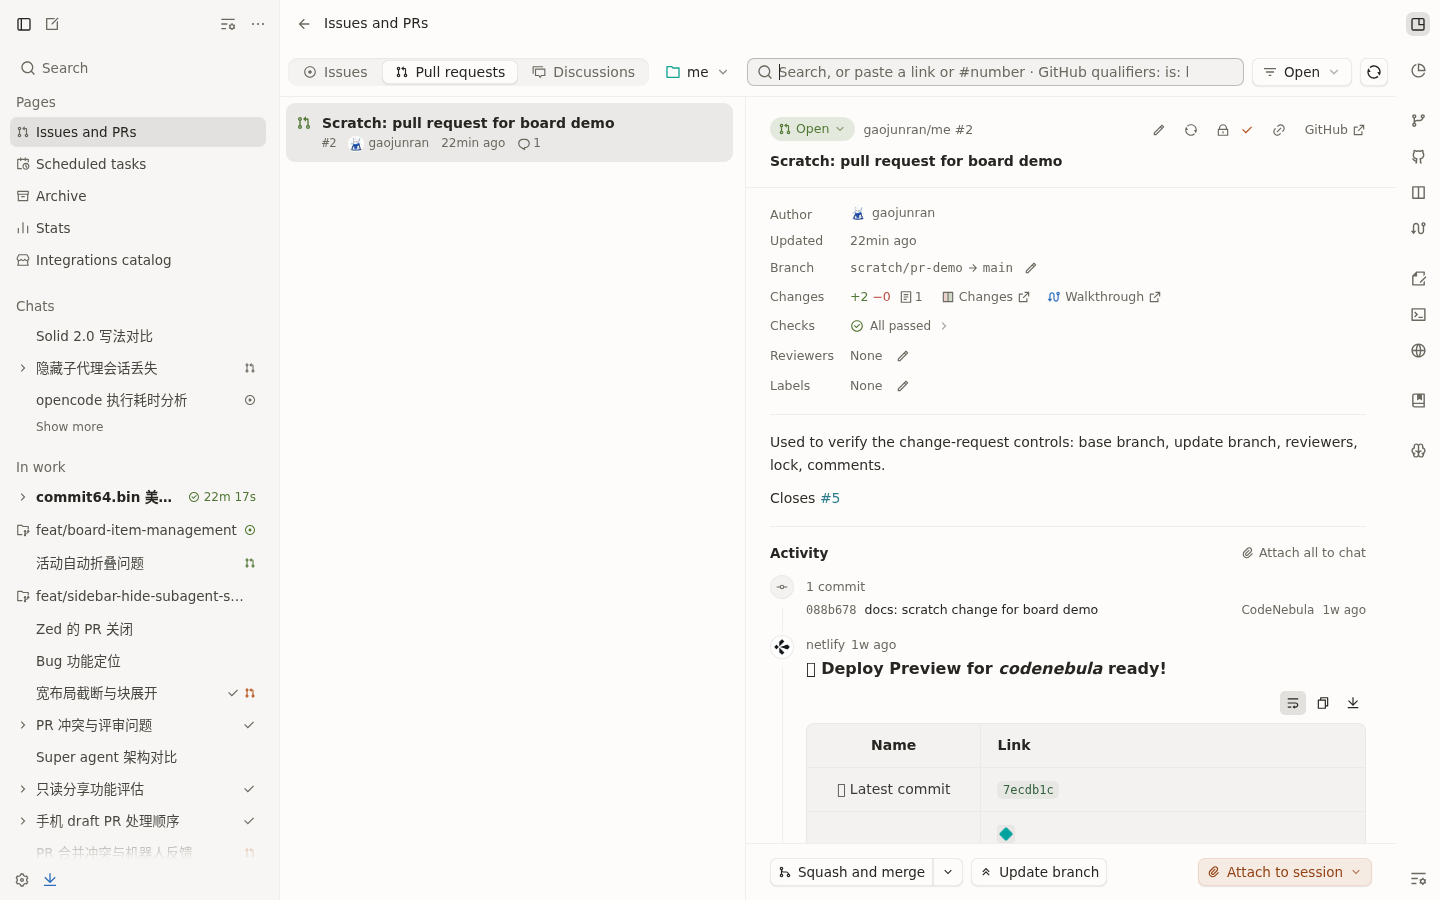 Issues and PRs
Search
Pages
Issues and PRs
Scheduled tasks
Archive
Stats
Integrations catalog
Chats
Solid 2.0 写法对比
隐藏子代理会话丢失
opencode 执行耗时分析
Show more
In work
commit64.bin 美... 22m 17s
feat/board-item-management
活动自动折叠问题
feat/sidebar-hide-subagent-s...
Zed 的 PR 关闭
Bug 功能定位
宽布局截断与块展开
PR 冲突与评审问题
Super agent 架构对比
只读分享功能评估
手机 draft PR 处理顺序
PR 合并冲突与机器人反馈
Issues Pull requests Discussions me
Search, or paste a link or #number · GitHub qualifiers: is: l
Open
Scratch: pull request for board demo
#2 gaojunran 22min ago 1
Open gaojunran/me #2 GitHub
Scratch: pull request for board demo
Author gaojunran
Updated 22min ago
Branch scratch/pr-demo → main
Changes +2 −0 1 Changes Walkthrough
Checks All passed
Reviewers None
Labels None
Used to verify the change-request controls: base branch, update branch, reviewers,
lock, comments.
Closes #5
Activity Attach all to chat
1 commit
088b678 docs: scratch change for board demo CodeNebula 1w ago
netlify 1w ago
Deploy Preview for codenebula ready!
Name Link
Latest commit 7ecdb1c
Squash and merge Update branch Attach to session